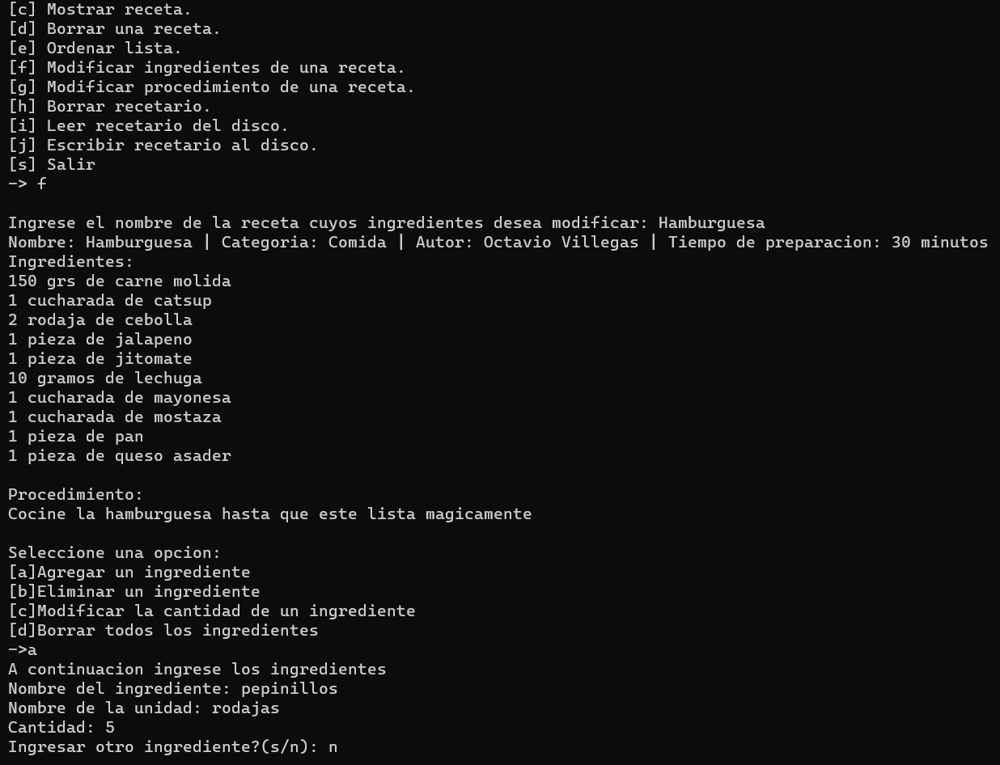 [c] Mostrar receta.
[d] Borrar una receta.
[e] Ordenar lista.
[f] Modificar ingredientes de una receta.
[g] Modificar procedimiento de una receta.
[h] Borrar recetario.
[i] Leer recetario del disco.
[j] Escribir recetario al disco.
[s] Salir
-> f
Ingrese el nombre de la receta cuyos ingredientes desea modificar: Hamburguesa
Nombre: Hamburguesa | Categoria: Comida | Autor: Octavio Villegas | Tiempo de preparacion: 30 minutos
Ingredientes:
150 grs de carne molida
1 cucharada de catsup
2 rodaja de cebolla
1 pieza de jalapeno
1 pieza de jitomate
10 gramos de lechuga
1 cucharada de mayonesa
1 cucharada de mostaza
1 pieza de pan
1 pieza de queso asader
Procedimiento:
Cocine la hamburguesa hasta que este lista magicamente
Seleccione una opcion:
[a]Agregar un ingrediente
[b]Eliminar un ingrediente
[c]Modificar la cantidad de un ingrediente
[d]Borrar todos los ingredientes
->a
A continuacion ingrese los ingredientes
Nombre del ingrediente: pepinillos
Nombre de la unidad: rodajas
Cantidad: 5
Ingresar otro ingrediente?(s/n): n